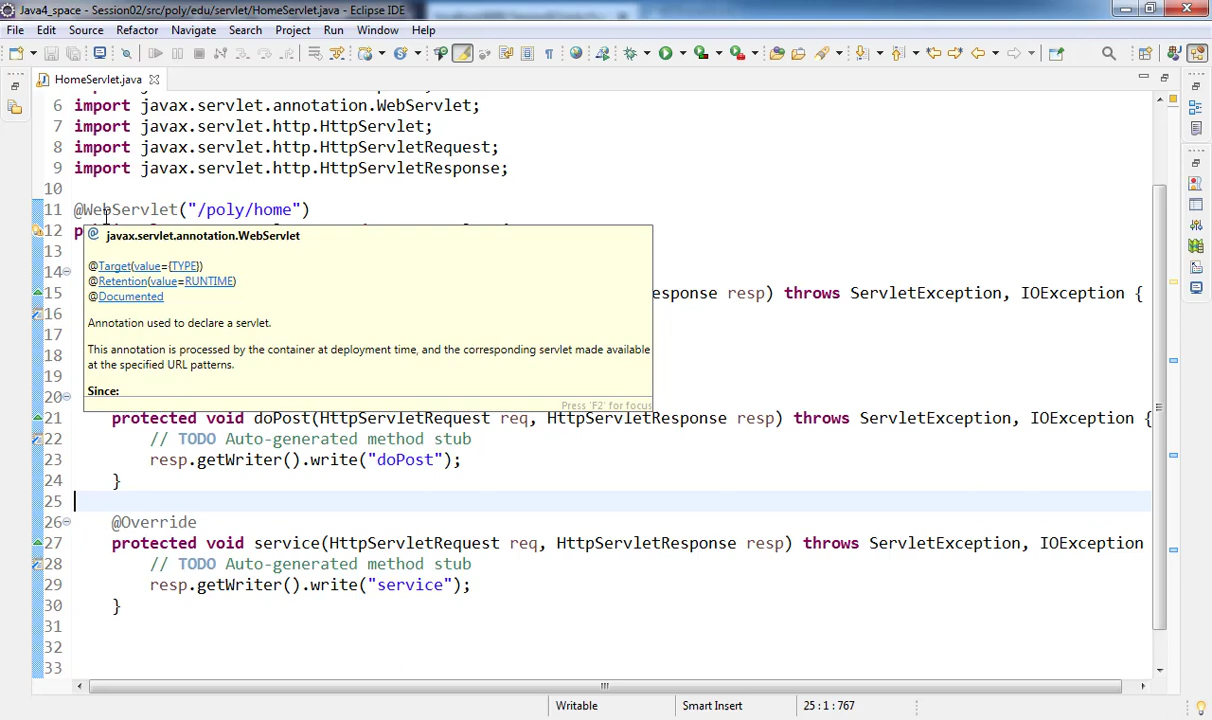 Java4_space - Session02/src/poly/edu/servlet/HomeServlet.java - Eclipse IDE
File Edit Source Refactor Navigate Search Project Run Window Help
HomeServlet.java
6 import javax.servlet.annotation.WebServlet;
7 import javax.servlet.http.HttpServlet;
8 import javax.servlet.http.HttpServletRequest;
9 import javax.servlet.http.HttpServletResponse;
10
11 @WebServlet("/poly/home")
12
@ javax.servlet.annotation.WebServlet
13
@Target(value={TYPE})
14
@Retention(value=RUNTIME)
15 esponse resp) throws ServletException, IOException {
@Documented
16
Annotation used to declare a servlet.
17
This annotation is processed by the container at deployment time, and the corresponding servlet made available
18
at the specified URL patterns.
19
Since:
20
Press 'F2' for focus
21 protected void doPost(HttpServletRequest req, HttpServletResponse resp) throws ServletException, IOException {
22 // TODO Auto-generated method stub
23 resp.getWriter().write("doPost");
24 }
25
26 @Override
27 protected void service(HttpServletRequest req, HttpServletResponse resp) throws ServletException, IOException
28 // TODO Auto-generated method stub
29 resp.getWriter().write("service");
30 }
31
32
33
Writable Smart Insert 25 : 1 : 767